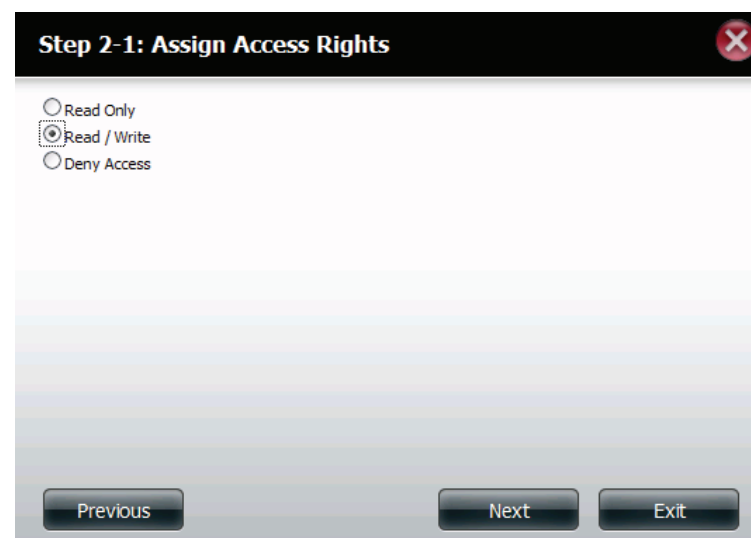 Step 2-1: Assign Access Rights
Read Only
Read / Write
Deny Access
Previous Next Exit